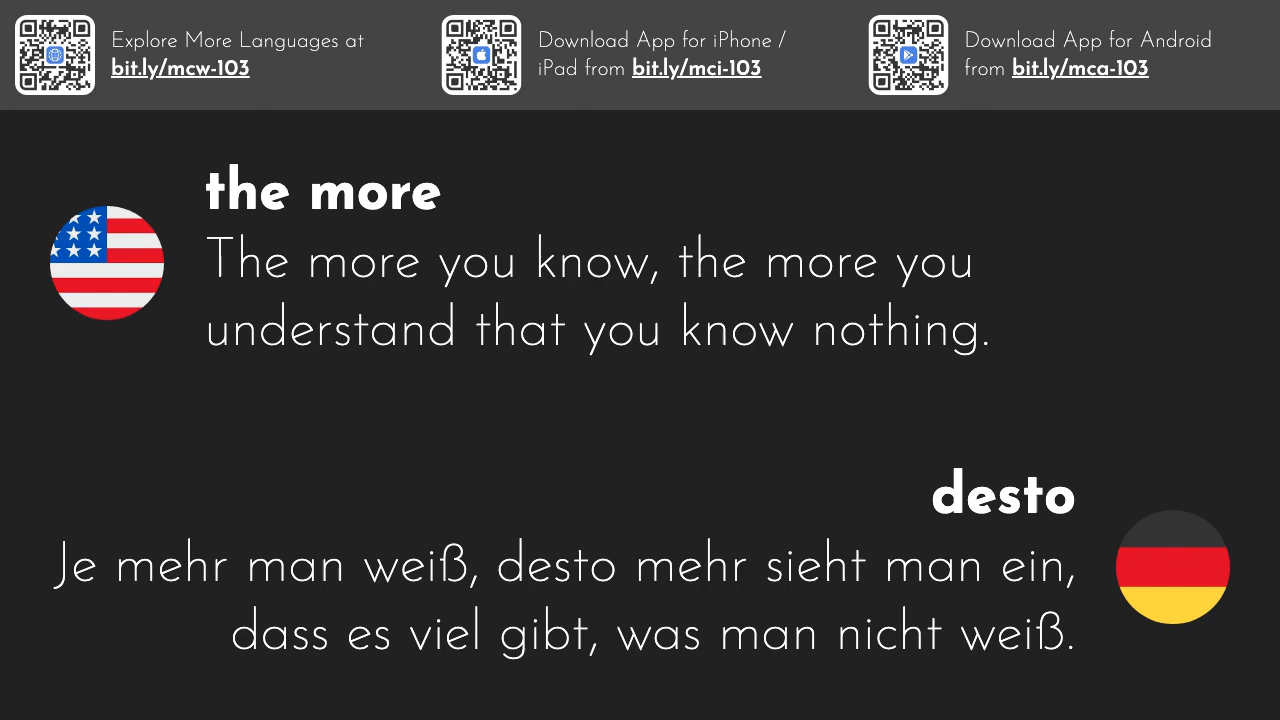 Explore More Languages at
bit.ly/mcw-103
Download App for iPhone /
iPad from bit.ly/mci-103
Download App for Android
from bit.ly/mca-103
the more
The more you know, the more you
understand that you know nothing.
desto
Je mehr man weiß, desto mehr sieht man ein,
dass es viel gibt, was man nicht weiß.